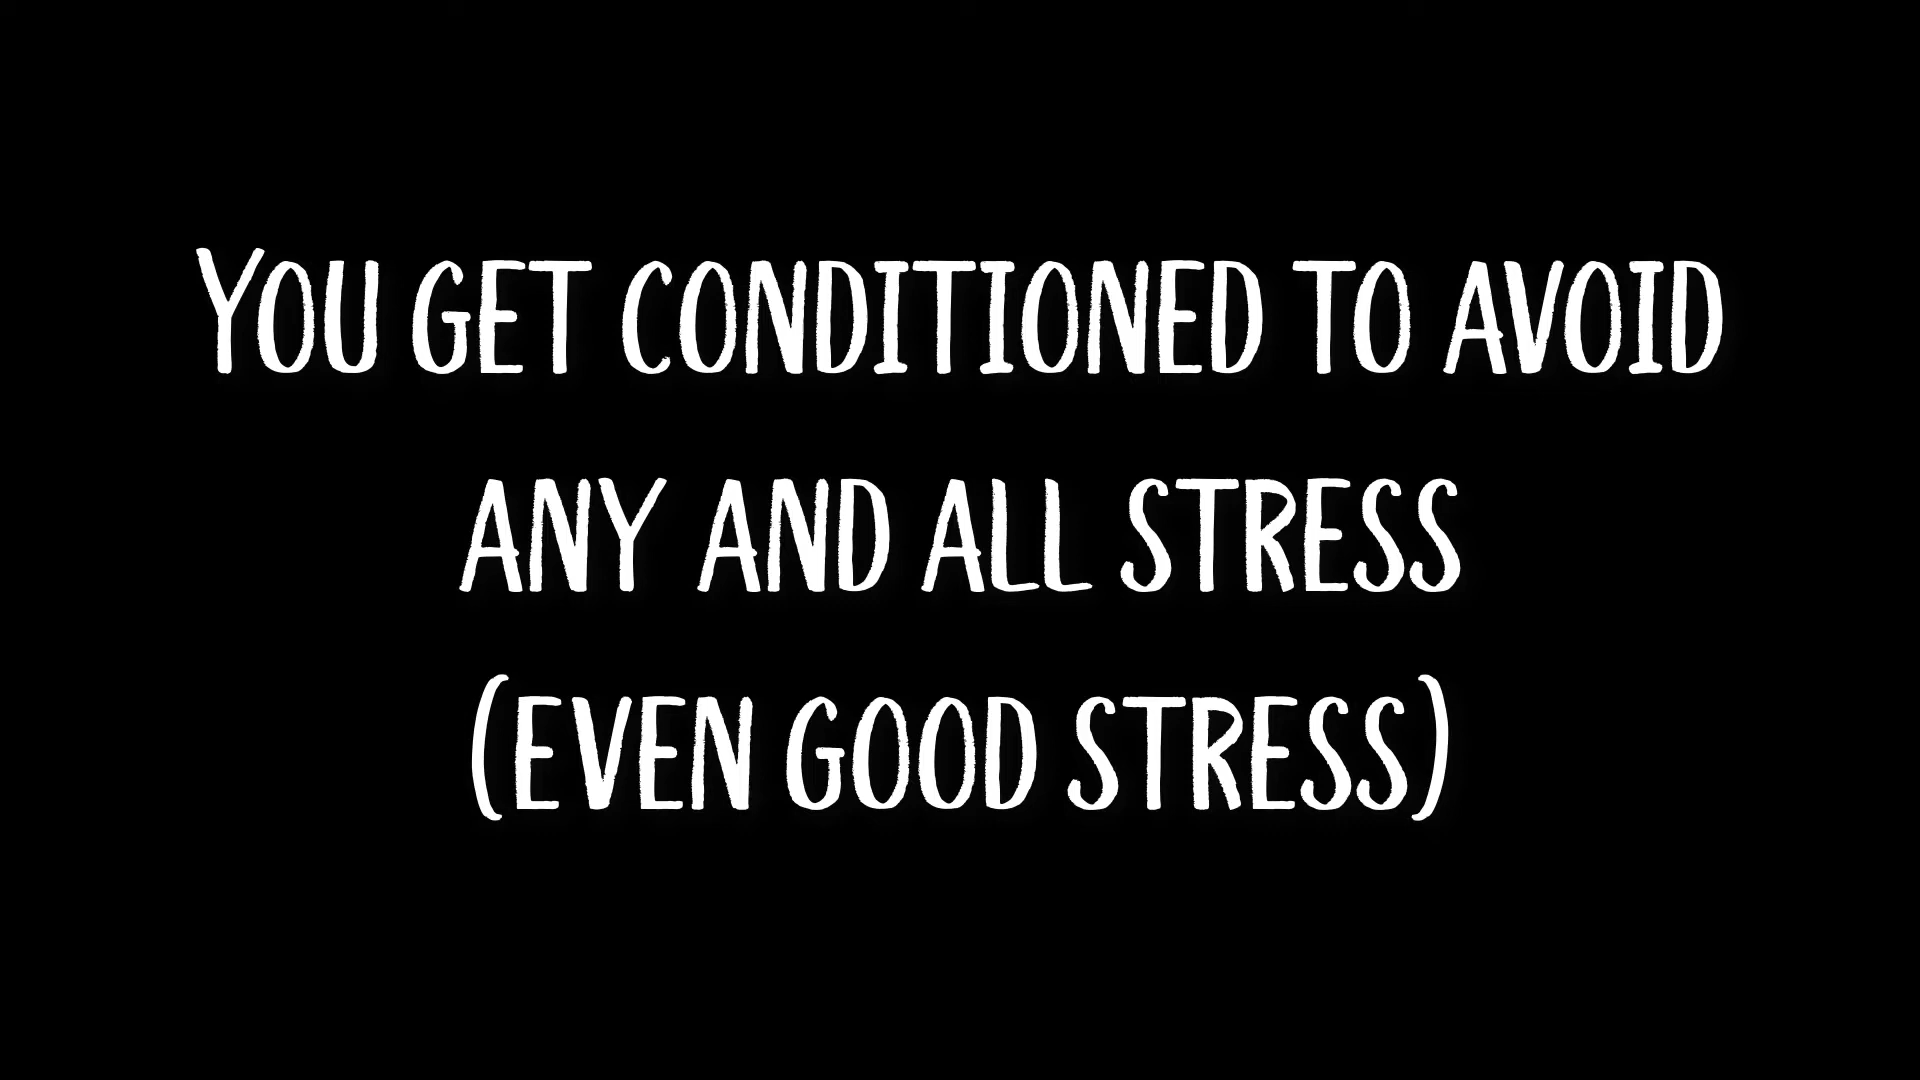 YOU GET CONDITIONED TO AVOID
ANY AND ALL STRESS
(EVEN GOOD STRESS)